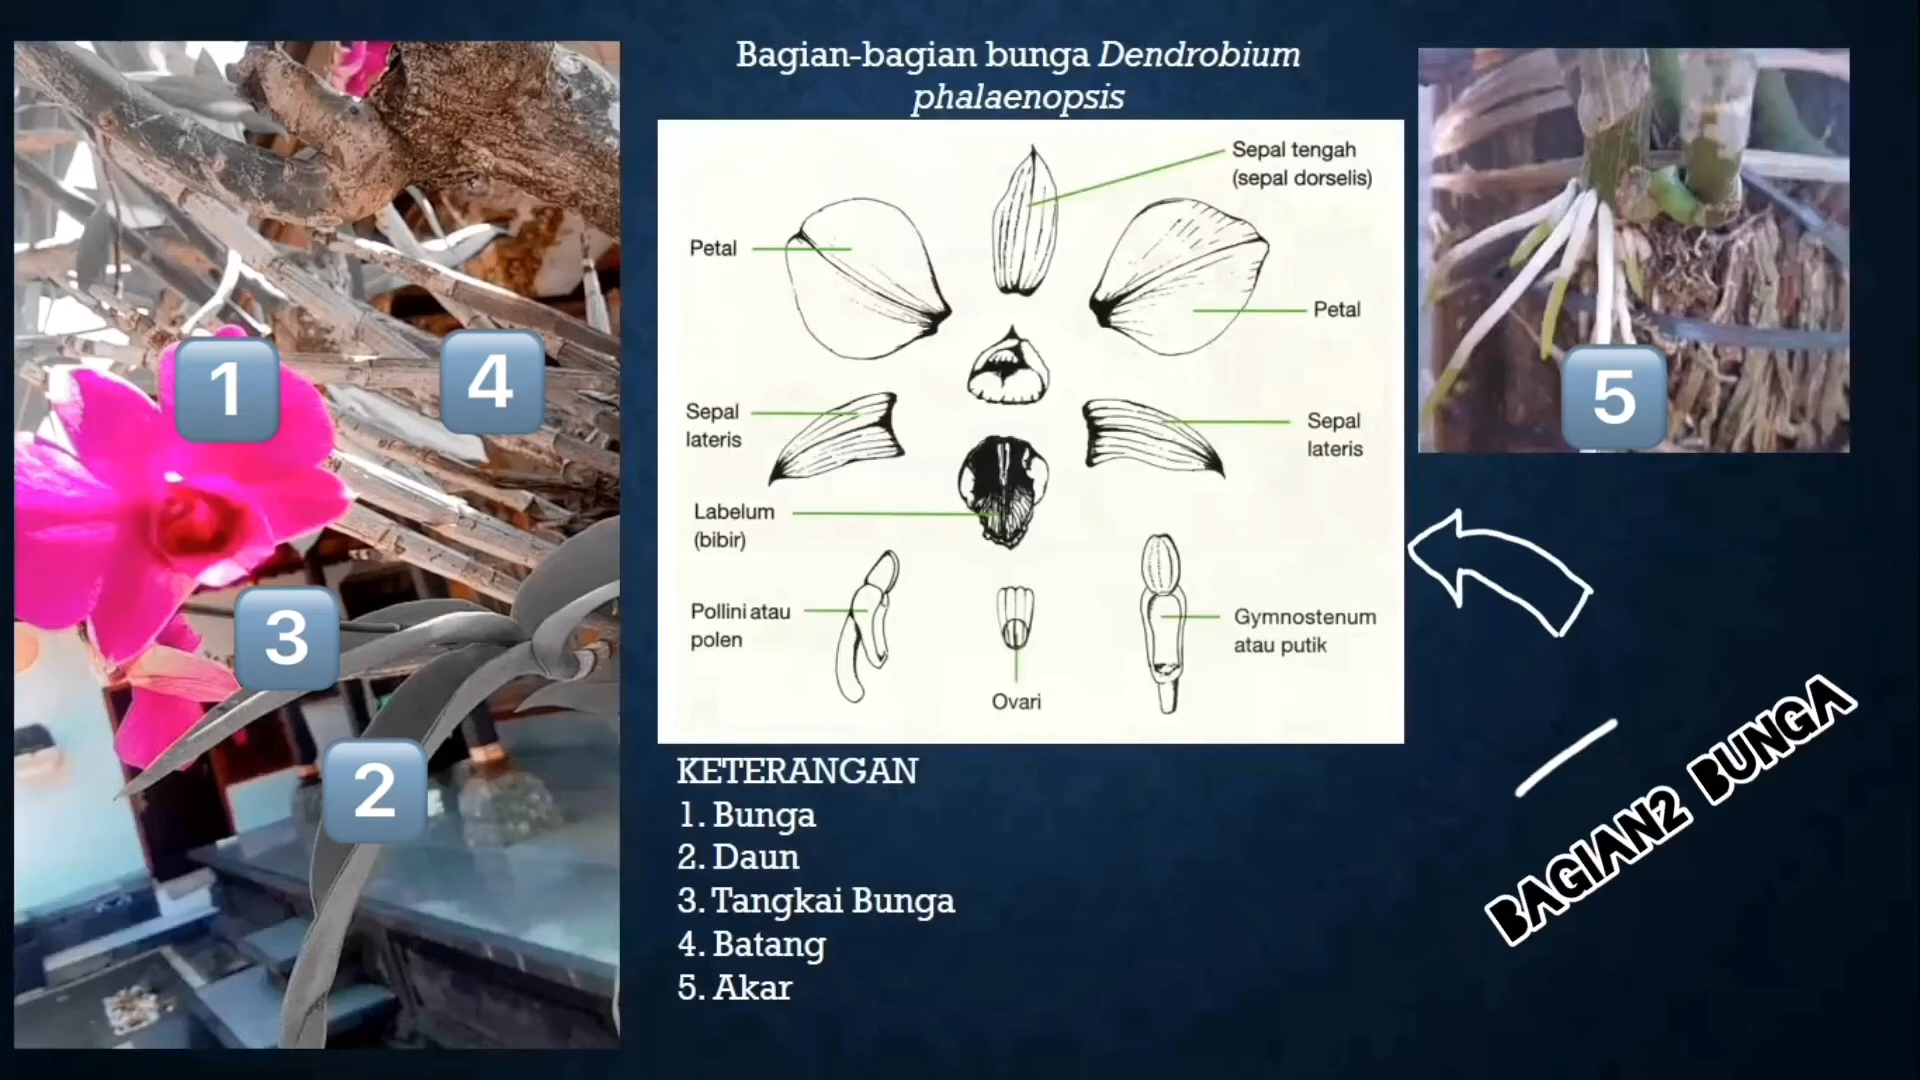 Bagian-bagian bunga Dendrobium
phalaenopsis
Sepal tengah
(sepal dorselis)
Petal
Petal
Sepal
lateris
Sepal
lateris
Labelum
(bibir)
Pollini atau
polen
Ovari
Gymnostenum
atau putik
1
4
3
2
5
KETERANGAN
1. Bunga
2. Daun
3. Tangkai Bunga
4. Batang
5. Akar
BAGIAN2 BUNGA